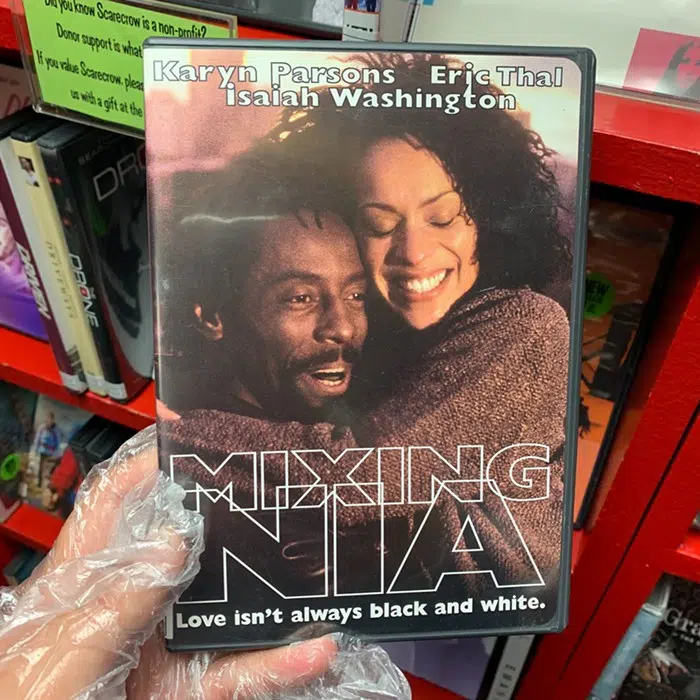 Did you know Scarecrow is a non-profit?
Donor support is what
If you value Scarecrow, pleas
us with a gift at the
Karyn Parsons Eric Thal
Isaiah Washington
DRONE
MIXING
NIA
Love isn't always black and white.
NEW